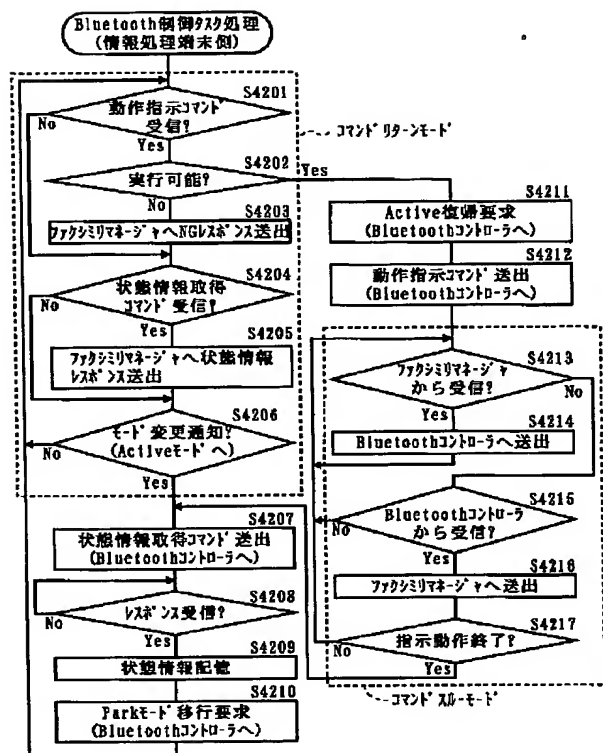 Bluetooth制御タスク処理
(情報処理端末側)
S4201
動作指示コマンド
受信?
No
Yes
コマンドリターンモード
S4202
実行可能?
Yes
No
S4203
ファクシミリマネージャへNGレスポンス送出
S4204
状態情報取得
コマンド受信?
No
Yes
S4205
ファクシミリマネージャへ状態情報
レスポンス送出
S4206
モード変更通知?
(Activeモードへ)
No
Yes
S4207
状態情報取得コマンド送出
(Bluetoothコントローラへ)
S4208
レスポンス受信?
No
Yes
S4209
状態情報記憶
S4210
Parkモード移行要求
(Bluetoothコントローラへ)
S4211
Active復帰要求
(Bluetoothコントローラへ)
S4212
動作指示コマンド送出
(Bluetoothコントローラへ)
S4213
ファクシミリマネージャ
から受信?
No
Yes
S4214
Bluetoothコントローラへ送出
S4215
Bluetoothコントローラ
から受信?
No
Yes
S4216
ファクシミリマネージャへ送出
S4217
指示動作終了?
No
Yes
コマンドスルーモード